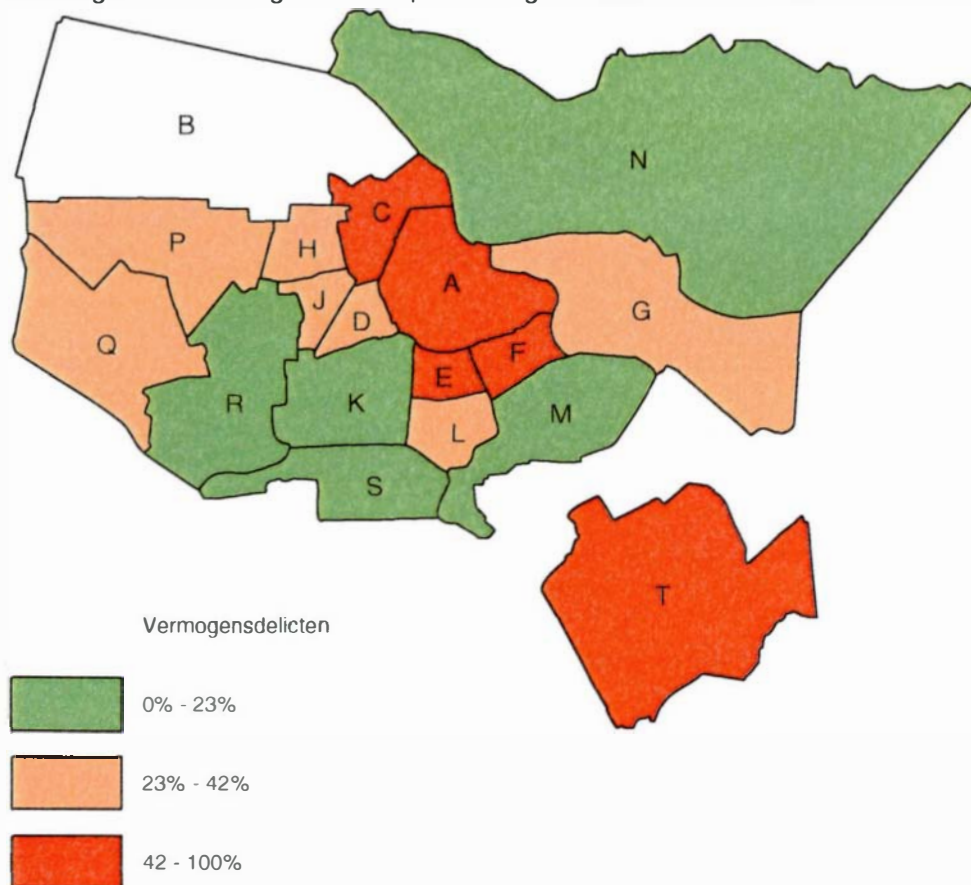 B
N
C
P
H
A
J
G
D
Q
F
E
R
K
M
L
S
T
Vermogensdelicten
0% - 23%
23% - 42%
42 - 100%